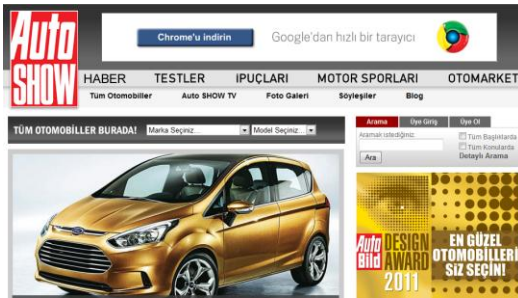 Auto
SHOW
Chrome'u indirin
Google'dan hızlı bir tarayıcı
HABER TESTLER IPUÇLARI MOTOR SPORLARI OTOMARKET
Tüm Otomobiller Auto SHOW TV Foto Galeri Söyleşiler Blog
TÜM OTOMOBİLLER BURADA! Marka Seçiniz... Model Seçiniz...
Arama Üye Giriş Üye Ol
Aramak istediğiniz.
Tüm Başlıklarda
Tüm Konularda
Ara Detaylı Arama
Auto
Bild
DESIGN
AWARD
2011
EN GÜZEL
OTOMOBİLLERİ
SİZ SEÇİN!